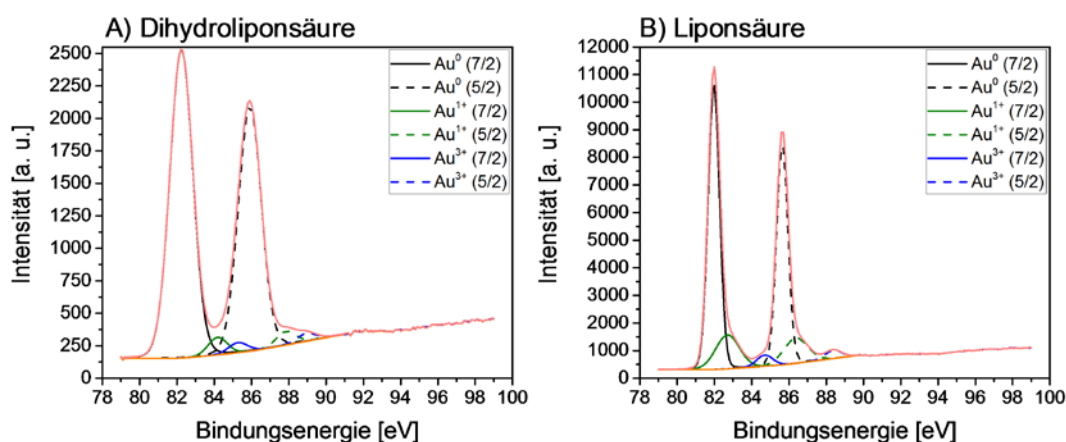 A) Dihydroliponsäure
Intensität [a. u.]
2500
2250
2000
1750
1500
1250
1000
750
500
250
0
78 80 82 84 86 88 90 92 94 96 98 100
Bindungsenergie [eV]
Au⁰ (7/2)
Au⁰ (5/2)
Au¹⁺ (7/2)
Au¹⁺ (5/2)
Au³⁺ (7/2)
Au³⁺ (5/2)
B) Liponsäure
Intensität [a. u.]
12000
11000
10000
9000
8000
7000
6000
5000
4000
3000
2000
1000
0
78 80 82 84 86 88 90 92 94 96 98 100
Bindungsenergie [eV]
Au⁰ (7/2)
Au⁰ (5/2)
Au¹⁺ (7/2)
Au¹⁺ (5/2)
Au³⁺ (7/2)
Au³⁺ (5/2)